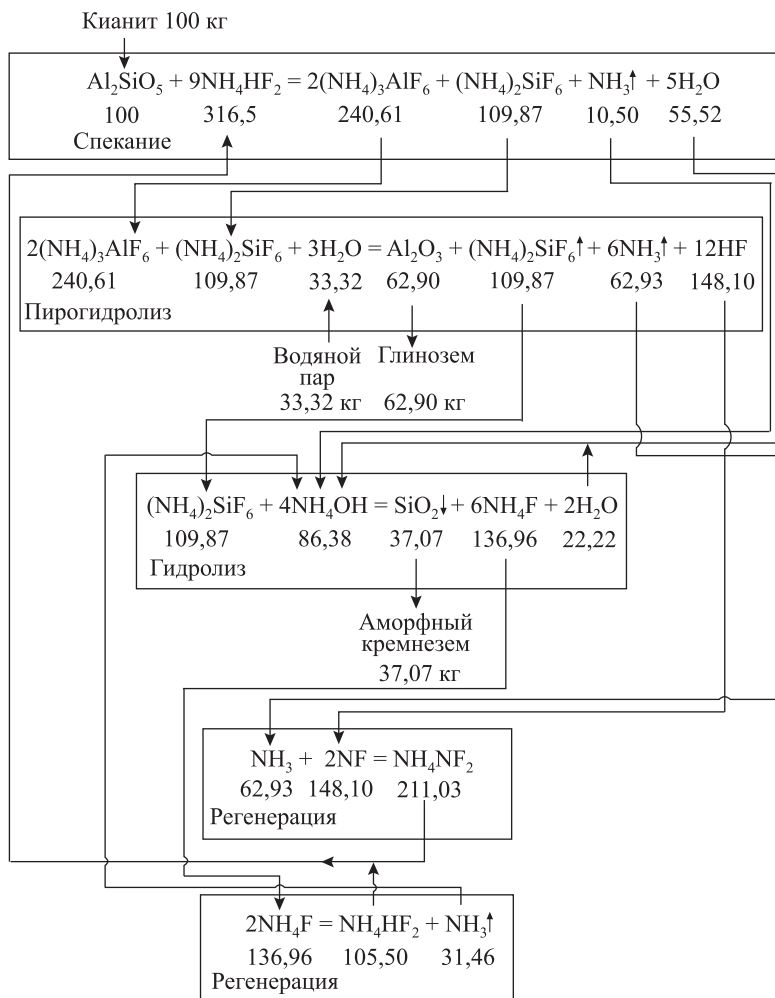 Кианит 100 кг
Al₂SiO₅ + 9NH₄HF₂ = 2(NH₄)₃AlF₆ + (NH₄)₂SiF₆ + NH₃↑ + 5H₂O
100 316,5 240,61 109,87 10,50 55,52
Спекание
2(NH₄)₃AlF₆ + (NH₄)₂SiF₆ + 3H₂O = Al₂O₃ + (NH₄)₂SiF₆↑ + 6NH₃↑ + 12HF
240,61 109,87 33,32 62,90 109,87 62,93 148,10
Пирогидролиз
Водяной Глинозем
пар
33,32 кг 62,90 кг
(NH₄)₂SiF₆ + 4NH₄OH = SiO₂↓ + 6NH₄F + 2H₂O
109,87 86,38 37,07 136,96 22,22
Гидролиз
Аморфный
кремнезем
37,07 кг
NH₃ + 2NF = NH₄NF₂
62,93 148,10 211,03
Регенерация
2NH₄F = NH₄HF₂ + NH₃↑
136,96 105,50 31,46
Регенерация